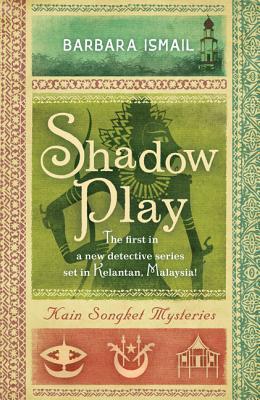 BARBARA ISMAIL
Shadow
Play
The first in
a new detective series
set in Kelantan, Malaysia!
Kain Songket Mysteries